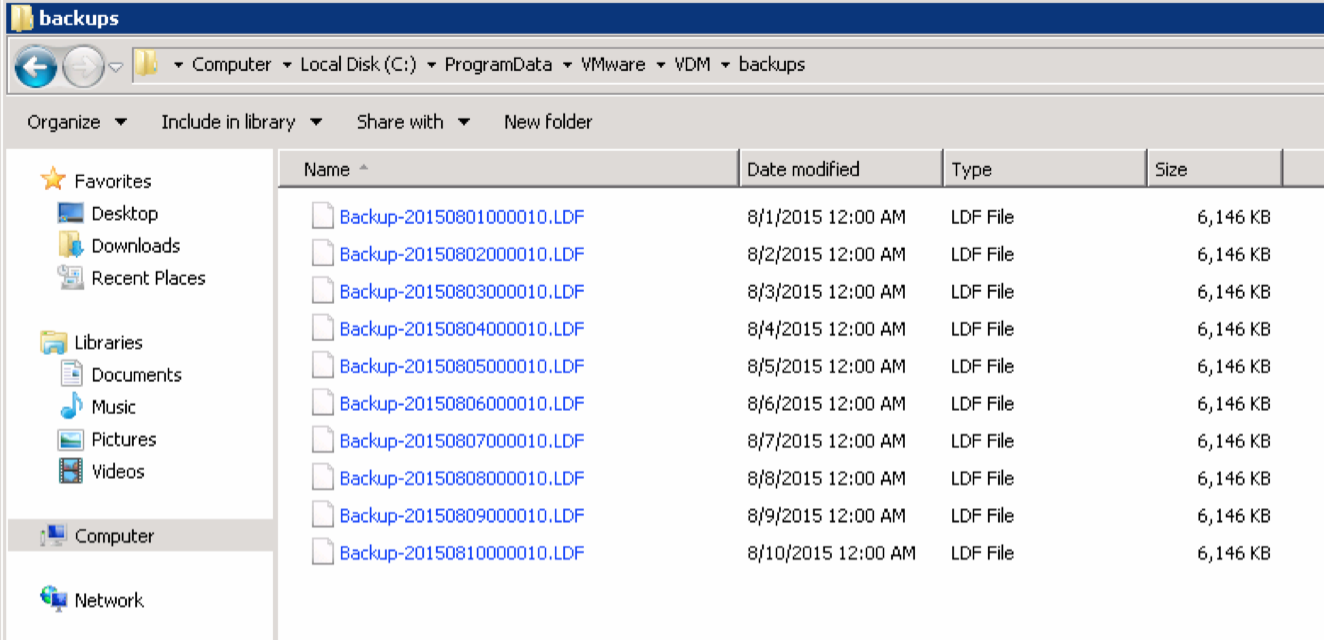 backups
Computer Local Disk (C:) ProgramData VMware VDM backups
Organize Include in library Share with New folder
Name Date modified Type Size
Favorites
Desktop
Downloads
Recent Places
Libraries
Documents
Music
Pictures
Videos
Computer
Network
Backup-20150801000010.LDF 8/1/2015 12:00 AM LDF File 6,146 KB
Backup-20150802000010.LDF 8/2/2015 12:00 AM LDF File 6,146 KB
Backup-20150803000010.LDF 8/3/2015 12:00 AM LDF File 6,146 KB
Backup-20150804000010.LDF 8/4/2015 12:00 AM LDF File 6,146 KB
Backup-20150805000010.LDF 8/5/2015 12:00 AM LDF File 6,146 KB
Backup-20150806000010.LDF 8/6/2015 12:00 AM LDF File 6,146 KB
Backup-20150807000010.LDF 8/7/2015 12:00 AM LDF File 6,146 KB
Backup-20150808000010.LDF 8/8/2015 12:00 AM LDF File 6,146 KB
Backup-20150809000010.LDF 8/9/2015 12:00 AM LDF File 6,146 KB
Backup-20150810000010.LDF 8/10/2015 12:00 AM LDF File 6,146 KB